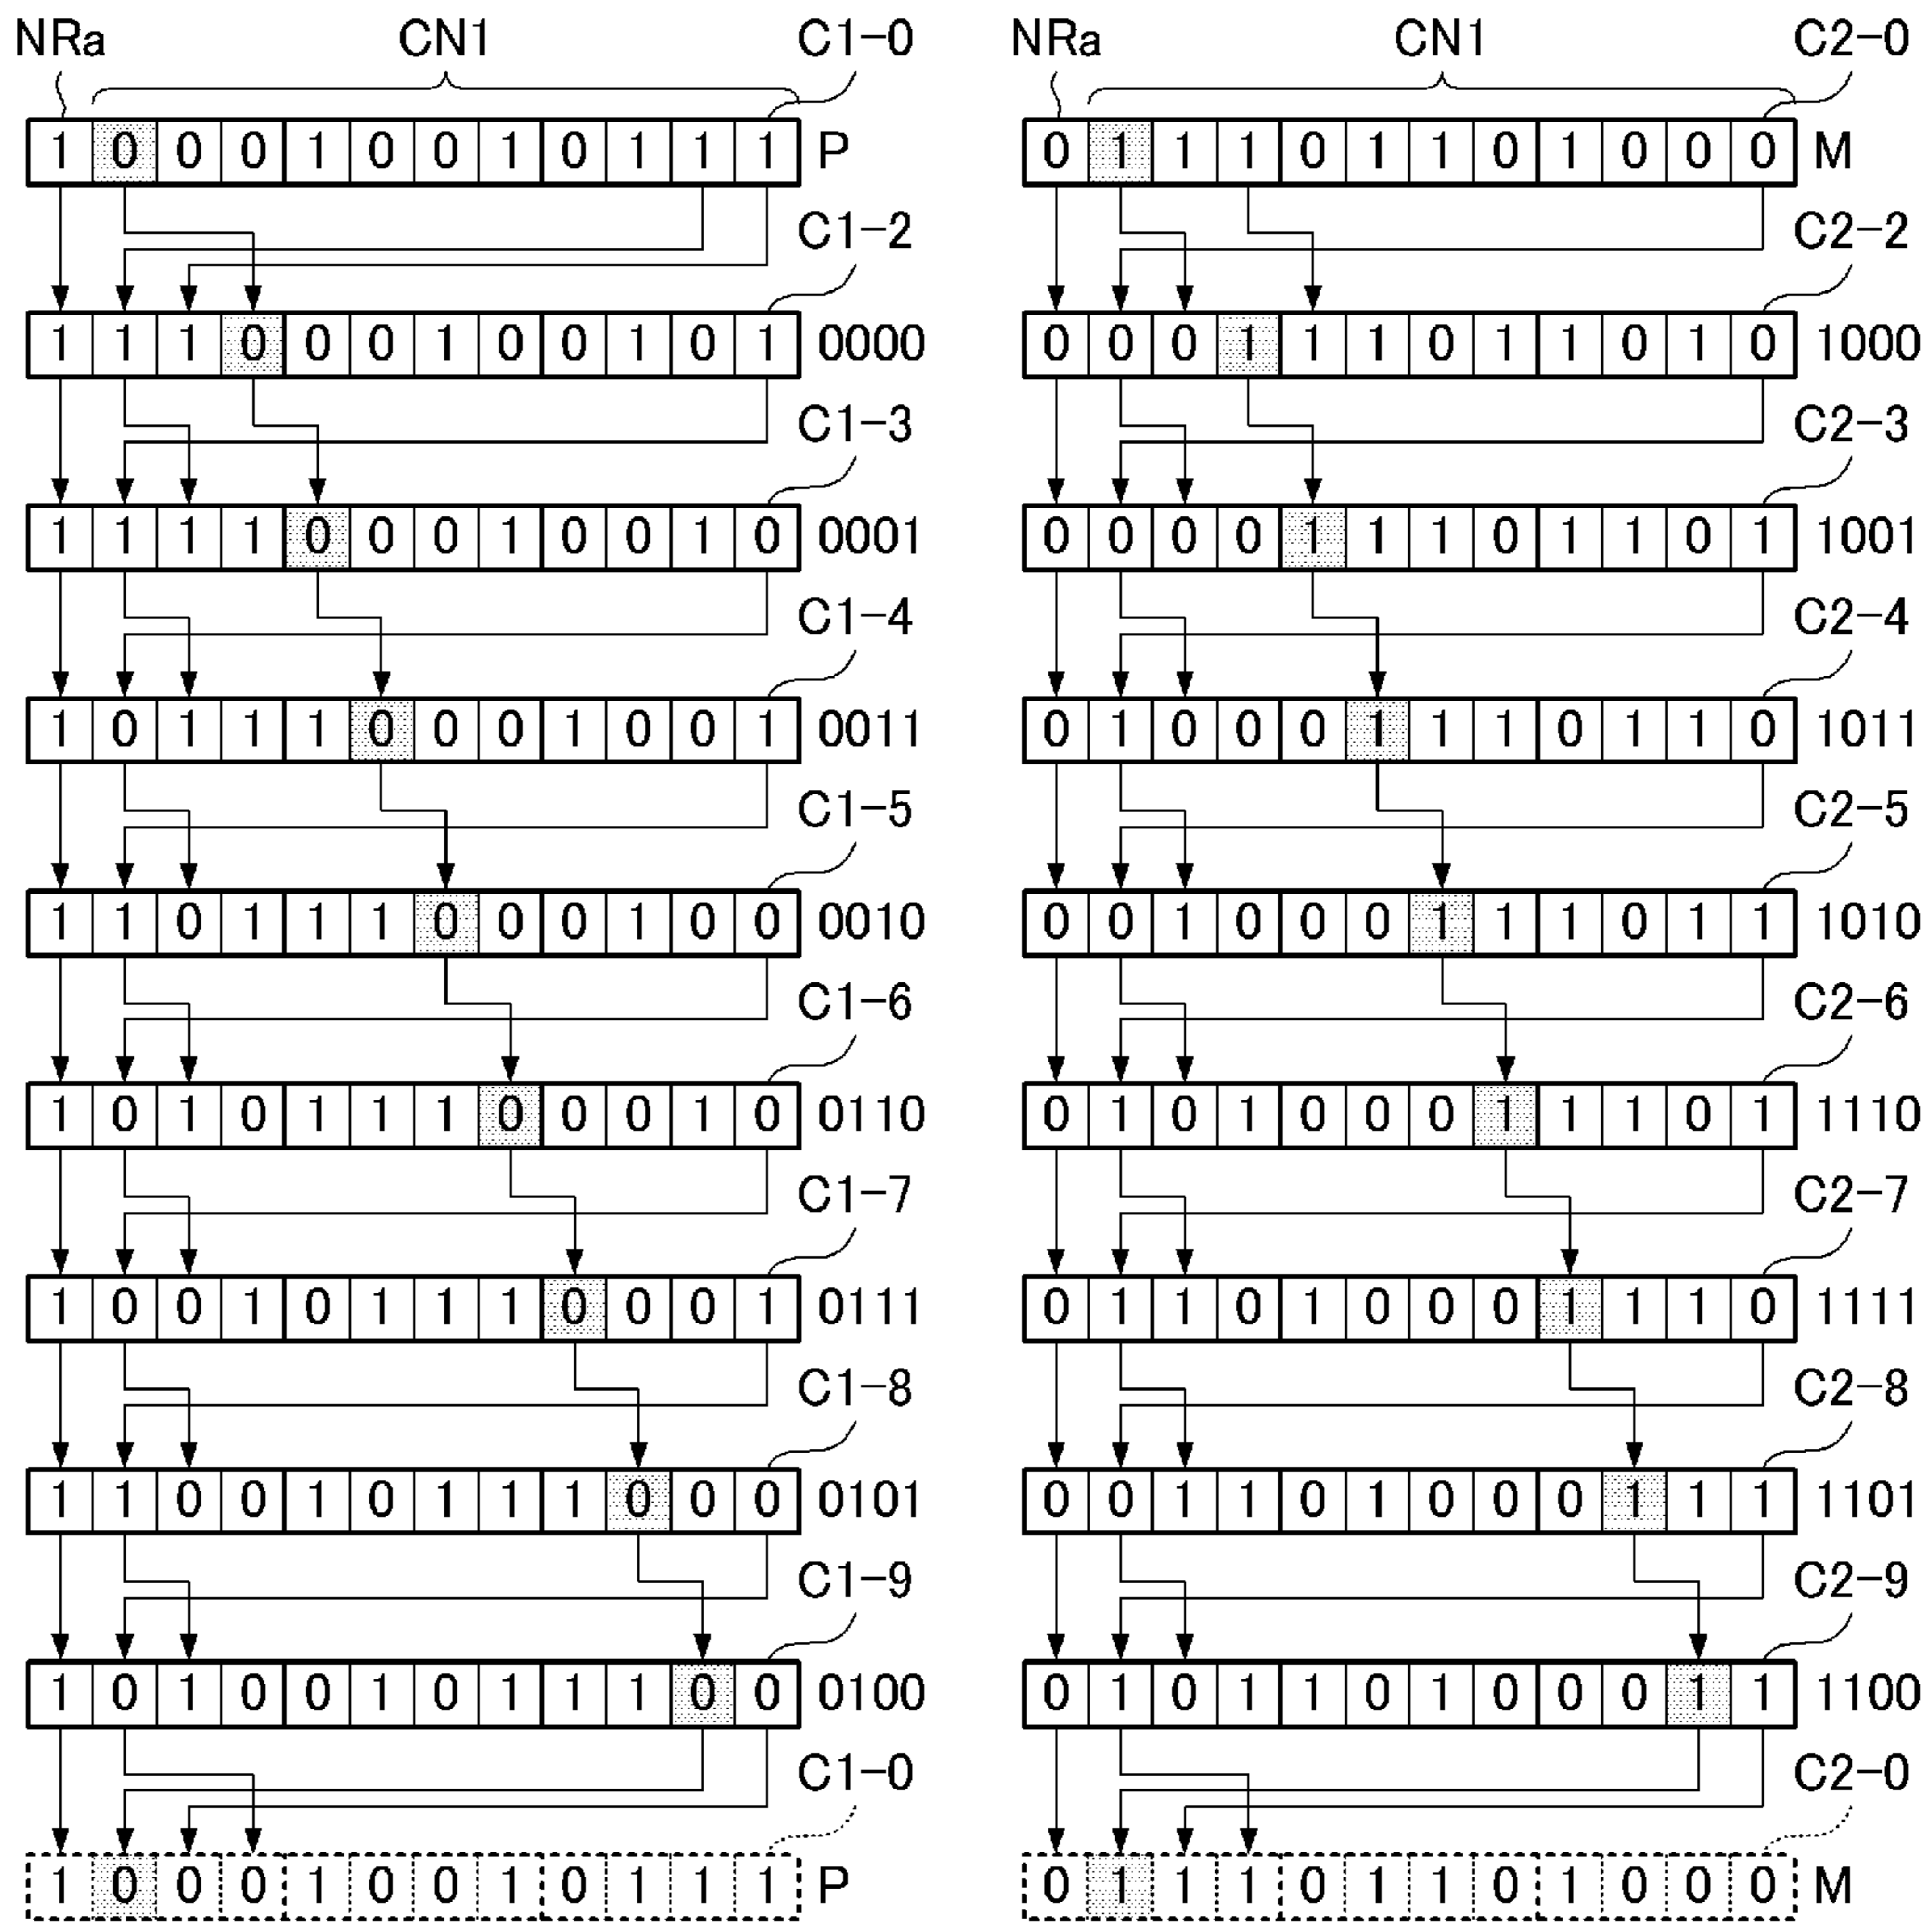 NRa CN1 C1-0 NRa CN1 C2-0
1 0 0 0 1 0 0 1 0 1 1 1 P 0 1 1 1 0 1 1 0 1 0 0 0 M
C1-2 C2-2
1 1 1 0 0 0 1 0 0 1 0 1 0000 0 0 0 1 1 1 0 1 1 0 1 0 1000
C1-3 C2-3
1 1 1 1 0 0 0 1 0 0 1 0 0001 0 0 0 0 1 1 1 0 1 1 0 1 1001
C1-4 C2-4
1 0 1 1 1 0 0 0 1 0 0 1 0011 0 1 0 0 0 1 1 1 0 1 1 0 1011
C1-5 C2-5
1 1 0 1 1 1 0 0 0 1 0 0 0010 0 0 1 0 0 0 1 1 1 0 1 1 1010
C1-6 C2-6
1 0 1 0 1 1 1 0 0 0 1 0 0110 0 1 0 1 0 0 0 1 1 1 0 1 1110
C1-7 C2-7
1 0 0 1 0 1 1 1 0 0 0 1 0111 0 1 1 0 1 0 0 0 1 1 1 0 1111
C1-8 C2-8
1 1 0 0 1 0 1 1 1 0 0 0 0101 0 0 1 1 0 1 0 0 0 1 1 1 1101
C1-9 C2-9
1 0 1 0 0 1 0 1 1 1 0 0 0100 0 1 0 1 1 0 1 0 0 0 1 1 1100
C1-0 C2-0
1 0 0 0 1 0 0 1 0 1 1 1 P 0 1 1 1 0 1 1 0 1 0 0 0 M